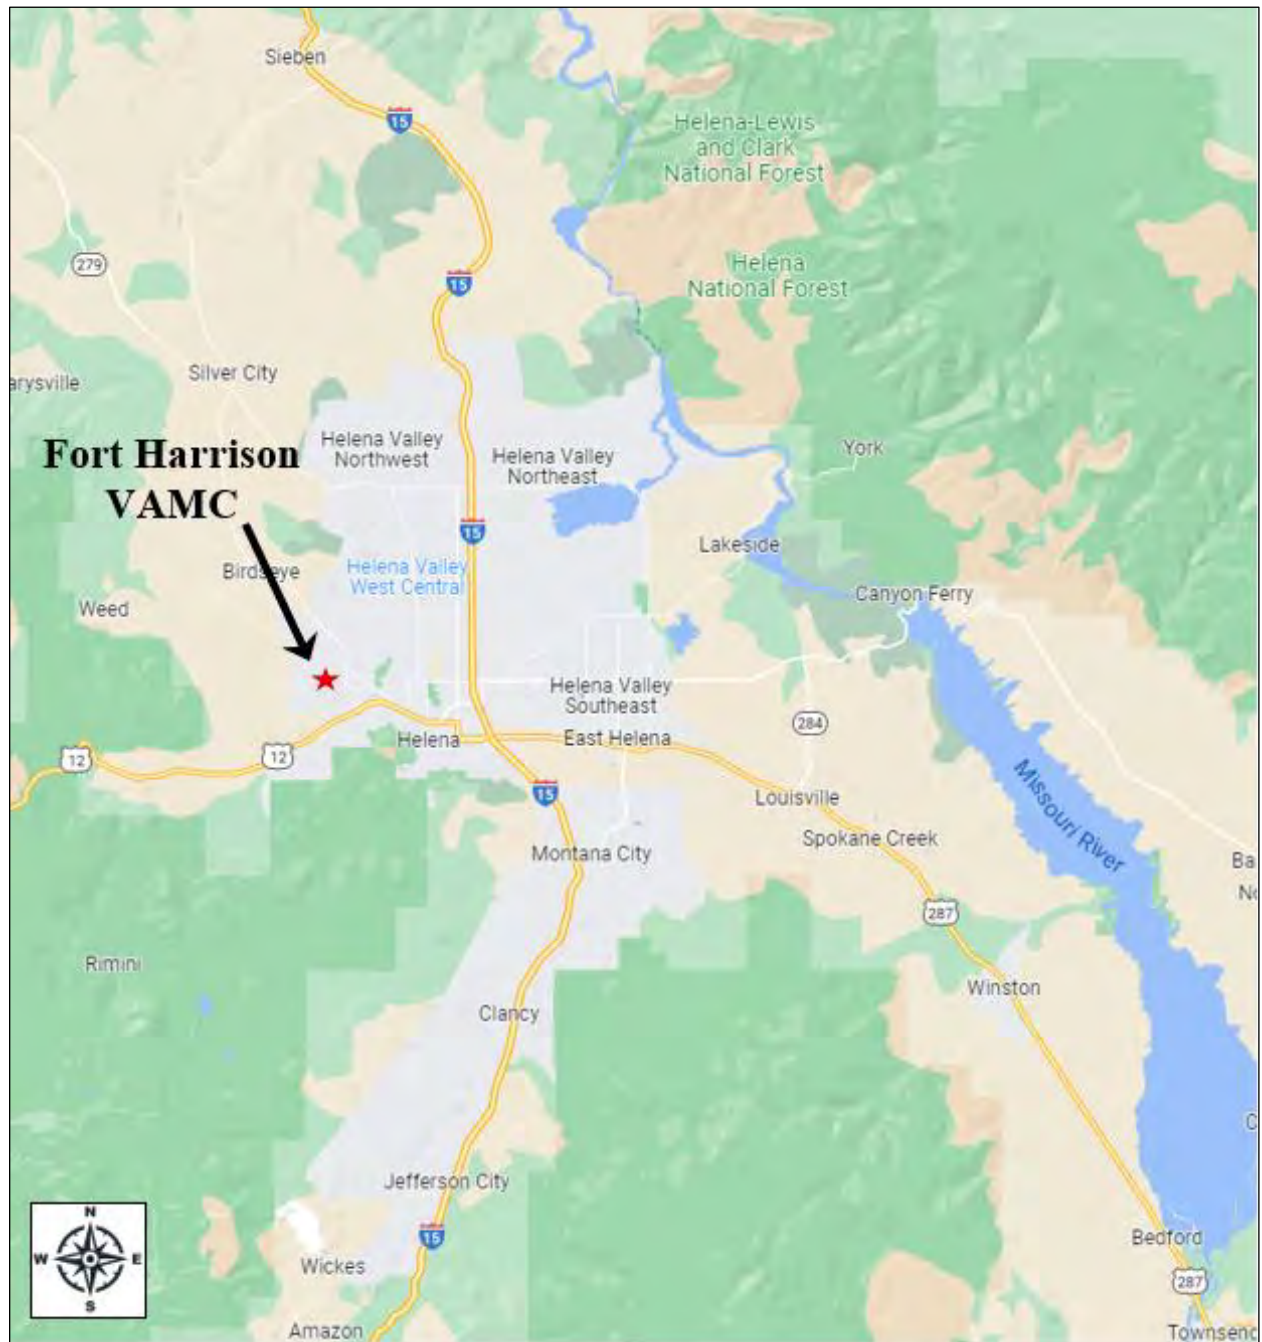 Sieben
15
Helena-Lewis
and Clark
National Forest
279
Helena
National Forest
15
Silver City
arysville
Helena Valley
Northwest
Helena Valley
Northeast
York
Fort Harrison
VAMC
15
Lakeside
Birdseye
Helena Valley
West Central
Canyon Ferry
Weed
Helena Valley
Southeast
284
Helena
East Helena
12
12
15
Louisville
Missouri River
Spokane Creek
Montana City
Ba
No
287
Rimini
Winston
Clancy
C
Jefferson City
N
W
E
S
15
Bedford
Wickes
287
Amazon
Townsend